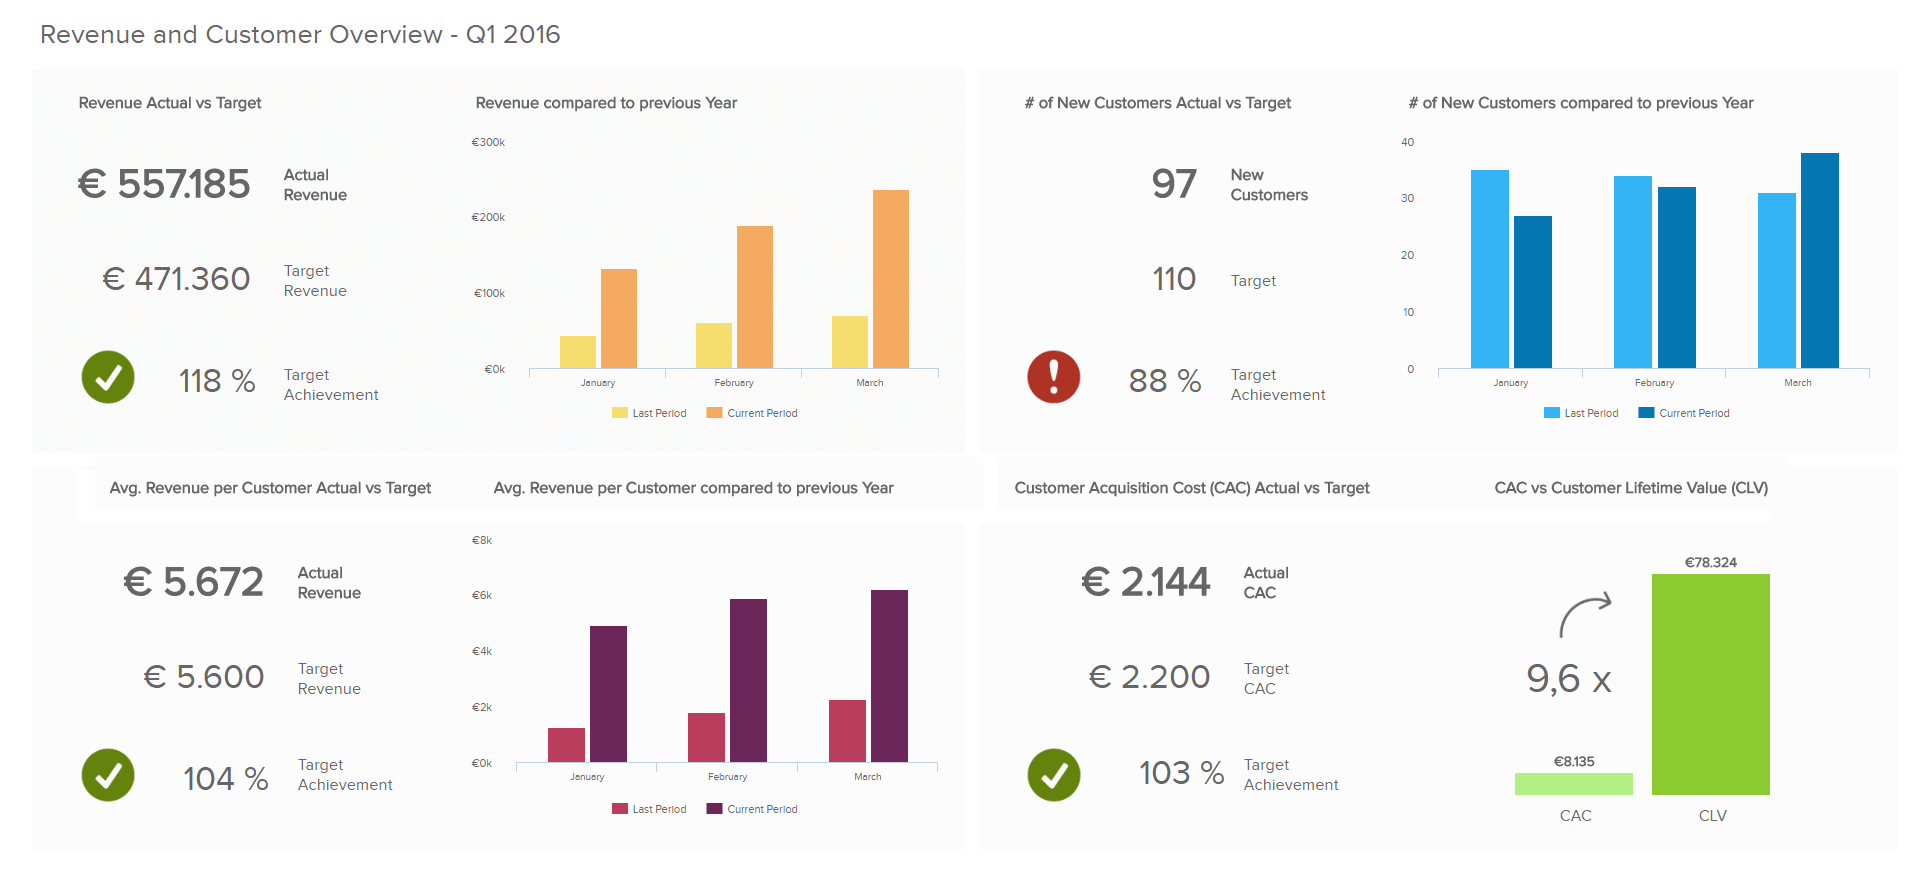 Revenue and Customer Overview - Q1 2016
Revenue Actual vs Target
€ 557.185
Actual
Revenue
€ 471.360
Target
Revenue
118 %
Target
Achievement
Revenue compared to previous Year
€300k
€200k
€100k
€0k
January
February
March
Last Period
Current Period
# of New Customers Actual vs Target
97
New
Customers
110
Target
88 %
Target
Achievement
# of New Customers compared to previous Year
40
30
20
10
0
January
February
March
Last Period
Current Period
Avg. Revenue per Customer Actual vs Target
€ 5.672
Actual
Revenue
€ 5.600
Target
Revenue
104 %
Target
Achievement
Avg. Revenue per Customer compared to previous Year
€8k
€6k
€4k
€2k
€0k
January
February
March
Last Period
Current Period
Customer Acquisition Cost (CAC) Actual vs Target
€ 2.144
Actual
CAC
€ 2.200
Target
CAC
103 %
Target
Achievement
CAC vs Customer Lifetime Value (CLV)
€78.324
9,6 x
€8.135
CAC
CLV